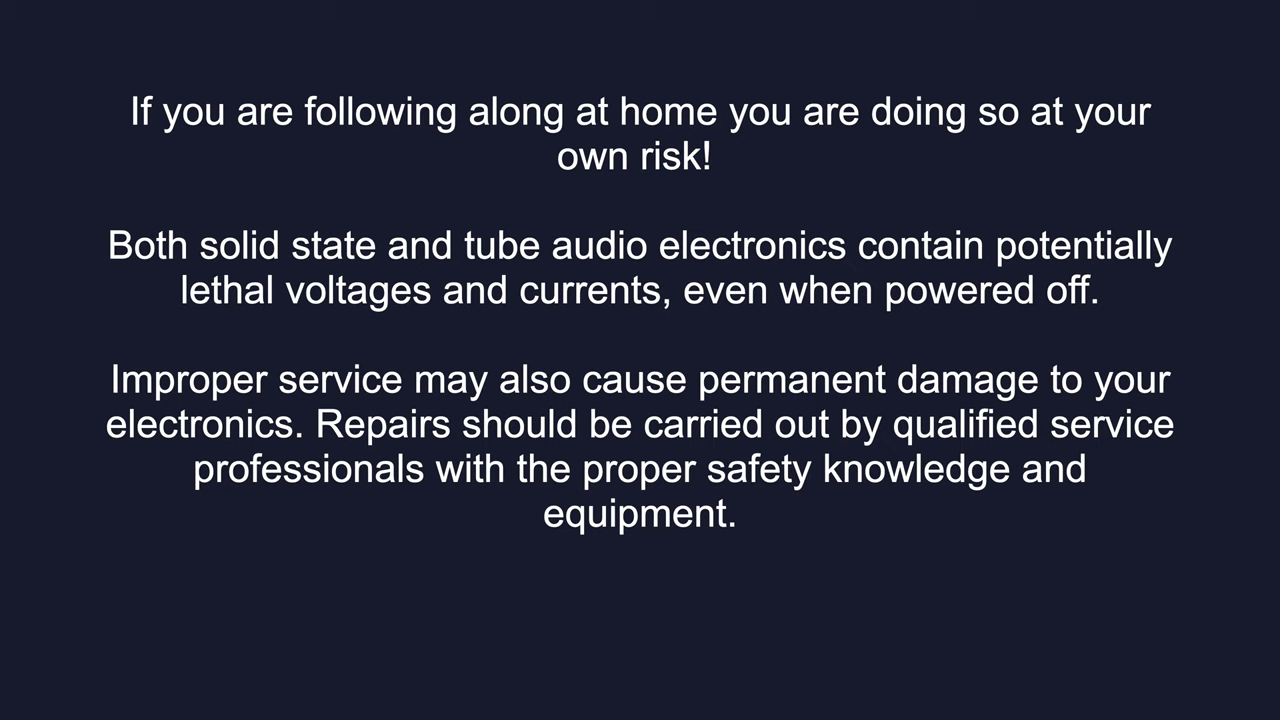 If you are following along at home you are doing so at your
own risk!
Both solid state and tube audio electronics contain potentially
lethal voltages and currents, even when powered off.
Improper service may also cause permanent damage to your
electronics. Repairs should be carried out by qualified service
professionals with the proper safety knowledge and
equipment.